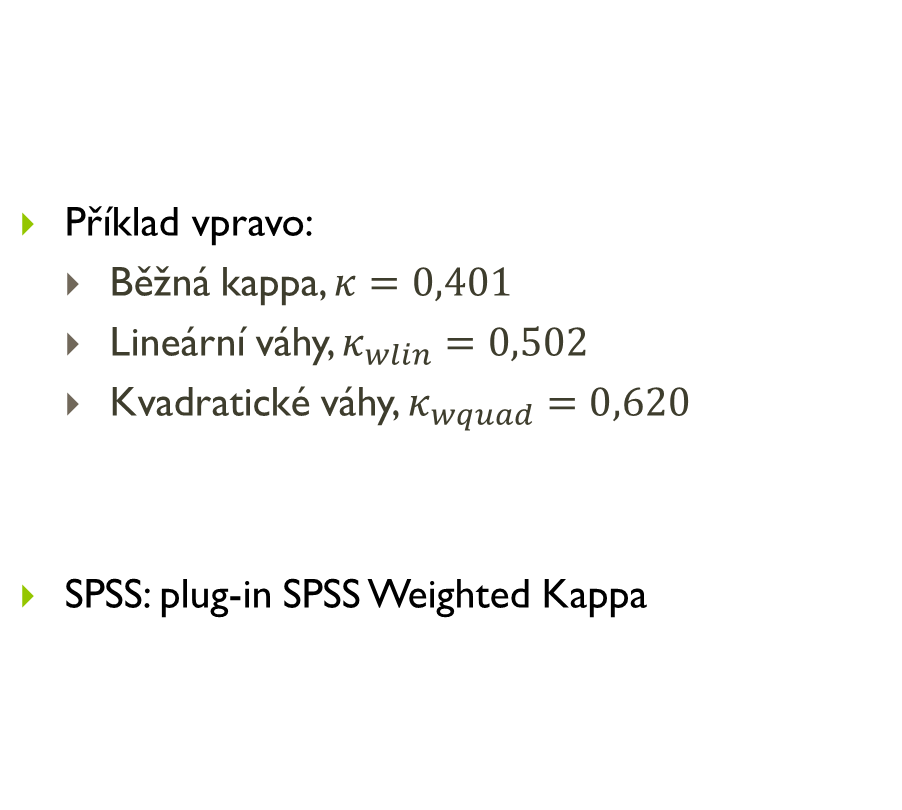 Příklad vpravo:
Běžná kappa, κ = 0,401
Lineární váhy, κ_wlin = 0,502
Kvadratické váhy, κ_wquad = 0,620
SPSS: plug-in SPSS Weighted Kappa